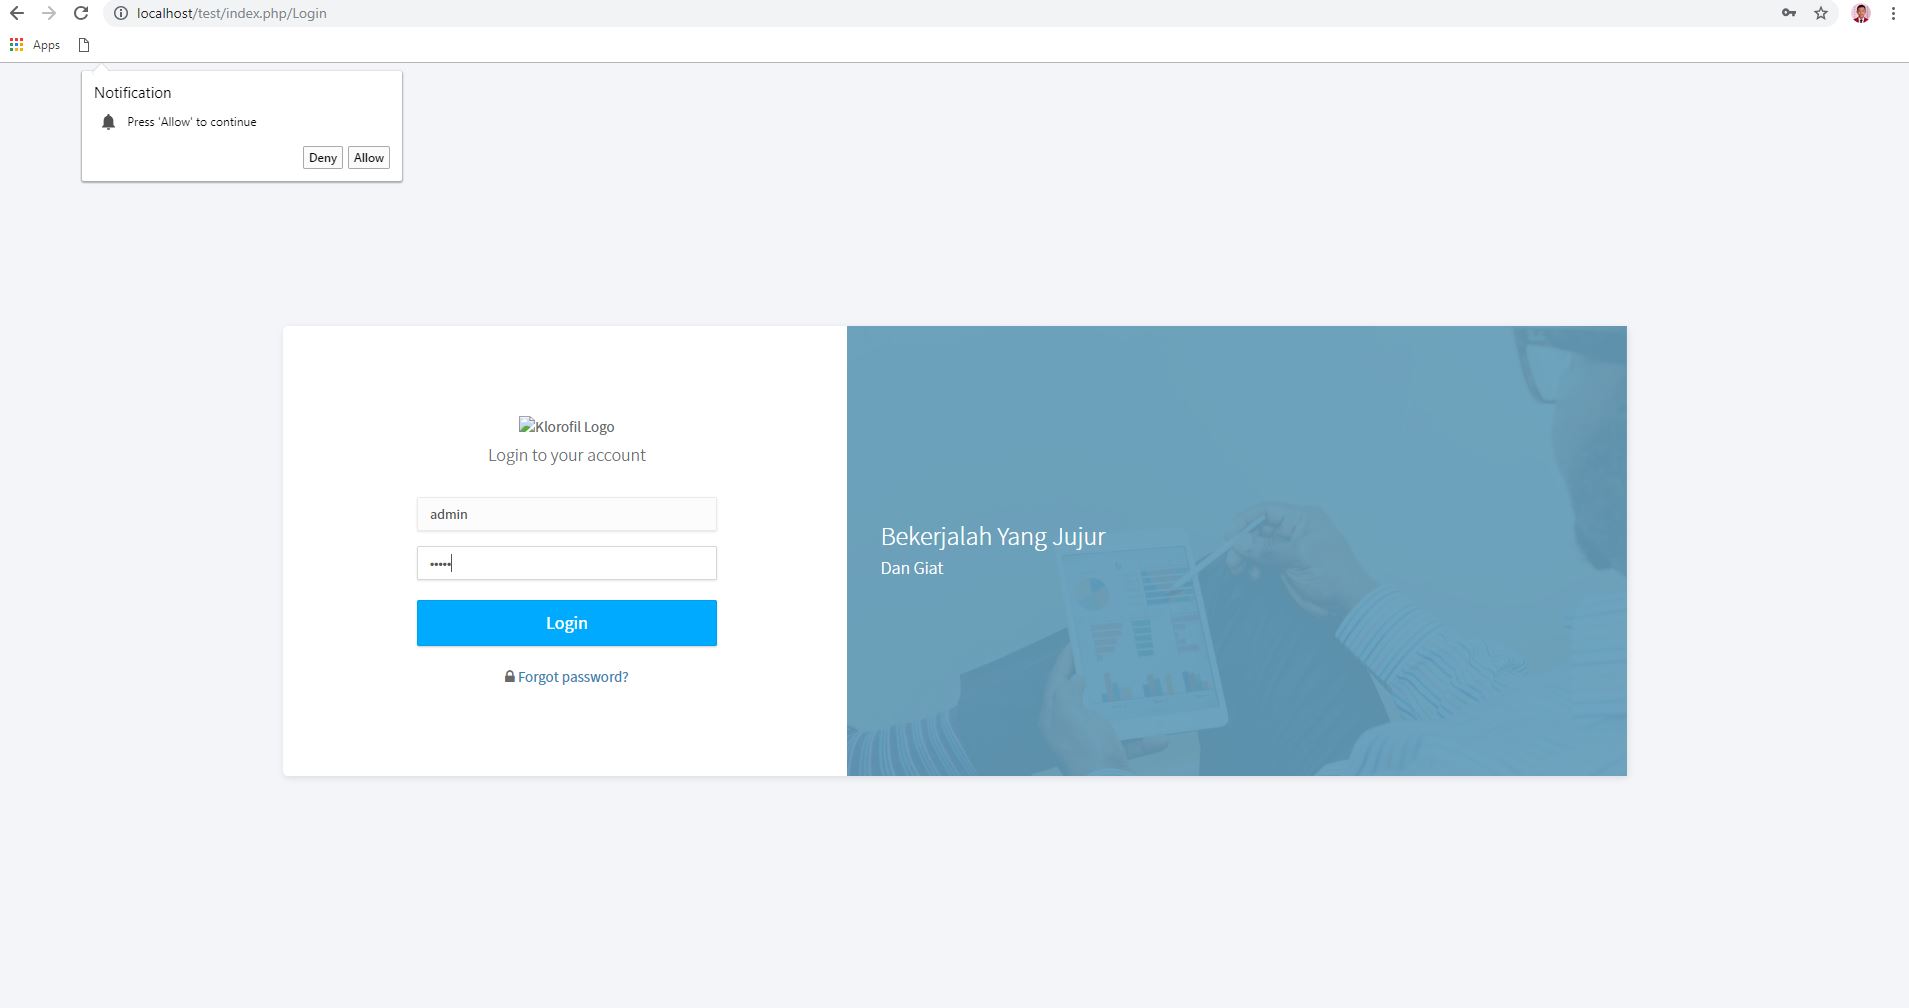 localhost/test/index.php/Login
Apps
Notification
Press 'Allow' to continue
Deny Allow
Klorofil Logo
Login to your account
admin
•••••
Login
Forgot password?
Bekerjalah Yang Jujur
Dan Giat